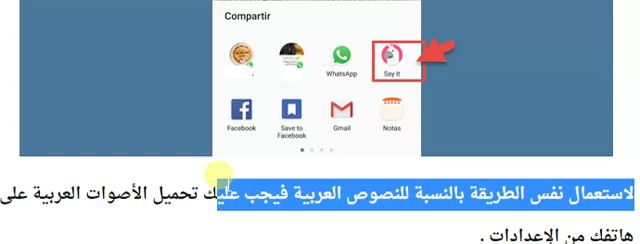 Compartir
WhatsApp
Say it
Facebook
Save to
Facebook
Gmail
Notas
لاستعمال نفس الطريقة بالنسبة للنصوص العربية فيجب عليك تحميل الأصوات العربية على
هاتفك من الإعدادات .